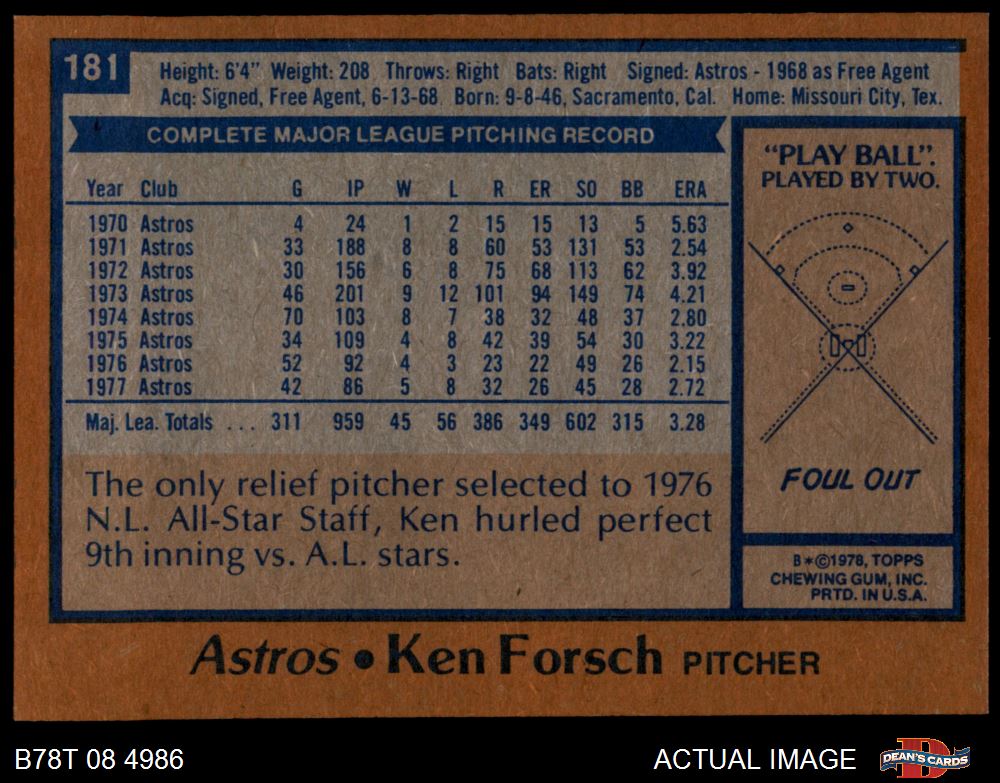 181
Height: 6'4" Weight: 208 Throws: Right Bats: Right Signed: Astros - 1968 as Free Agent
Acq: Signed, Free Agent, 6-13-68 Born: 9-8-46, Sacramento, Cal. Home: Missouri City, Tex.
COMPLETE MAJOR LEAGUE PITCHING RECORD
Year Club G IP W L R ER SO BB ERA
1970 Astros 4 24 1 2 15 15 13 5 5.63
1971 Astros 33 188 8 8 60 53 131 53 2.54
1972 Astros 30 156 6 8 75 68 113 62 3.92
1973 Astros 46 201 9 12 101 94 149 74 4.21
1974 Astros 70 103 8 7 38 32 48 37 2.80
1975 Astros 34 109 4 8 42 39 54 30 3.22
1976 Astros 52 92 4 3 23 22 49 26 2.15
1977 Astros 42 86 5 8 32 26 45 28 2.72
Maj. Lea. Totals ... 311 959 45 56 386 349 602 315 3.28
The only relief pitcher selected to 1976
N.L. All-Star Staff, Ken hurled perfect
9th inning vs. A.L. stars.
"PLAY BALL".
PLAYED BY TWO.
FOUL OUT
B*©1978, TOPPS
CHEWING GUM, INC.
PRTD. IN U.S.A.
Astros • Ken Forsch PITCHER
B78T 08 4986
ACTUAL IMAGE
DEAN'S CARDS